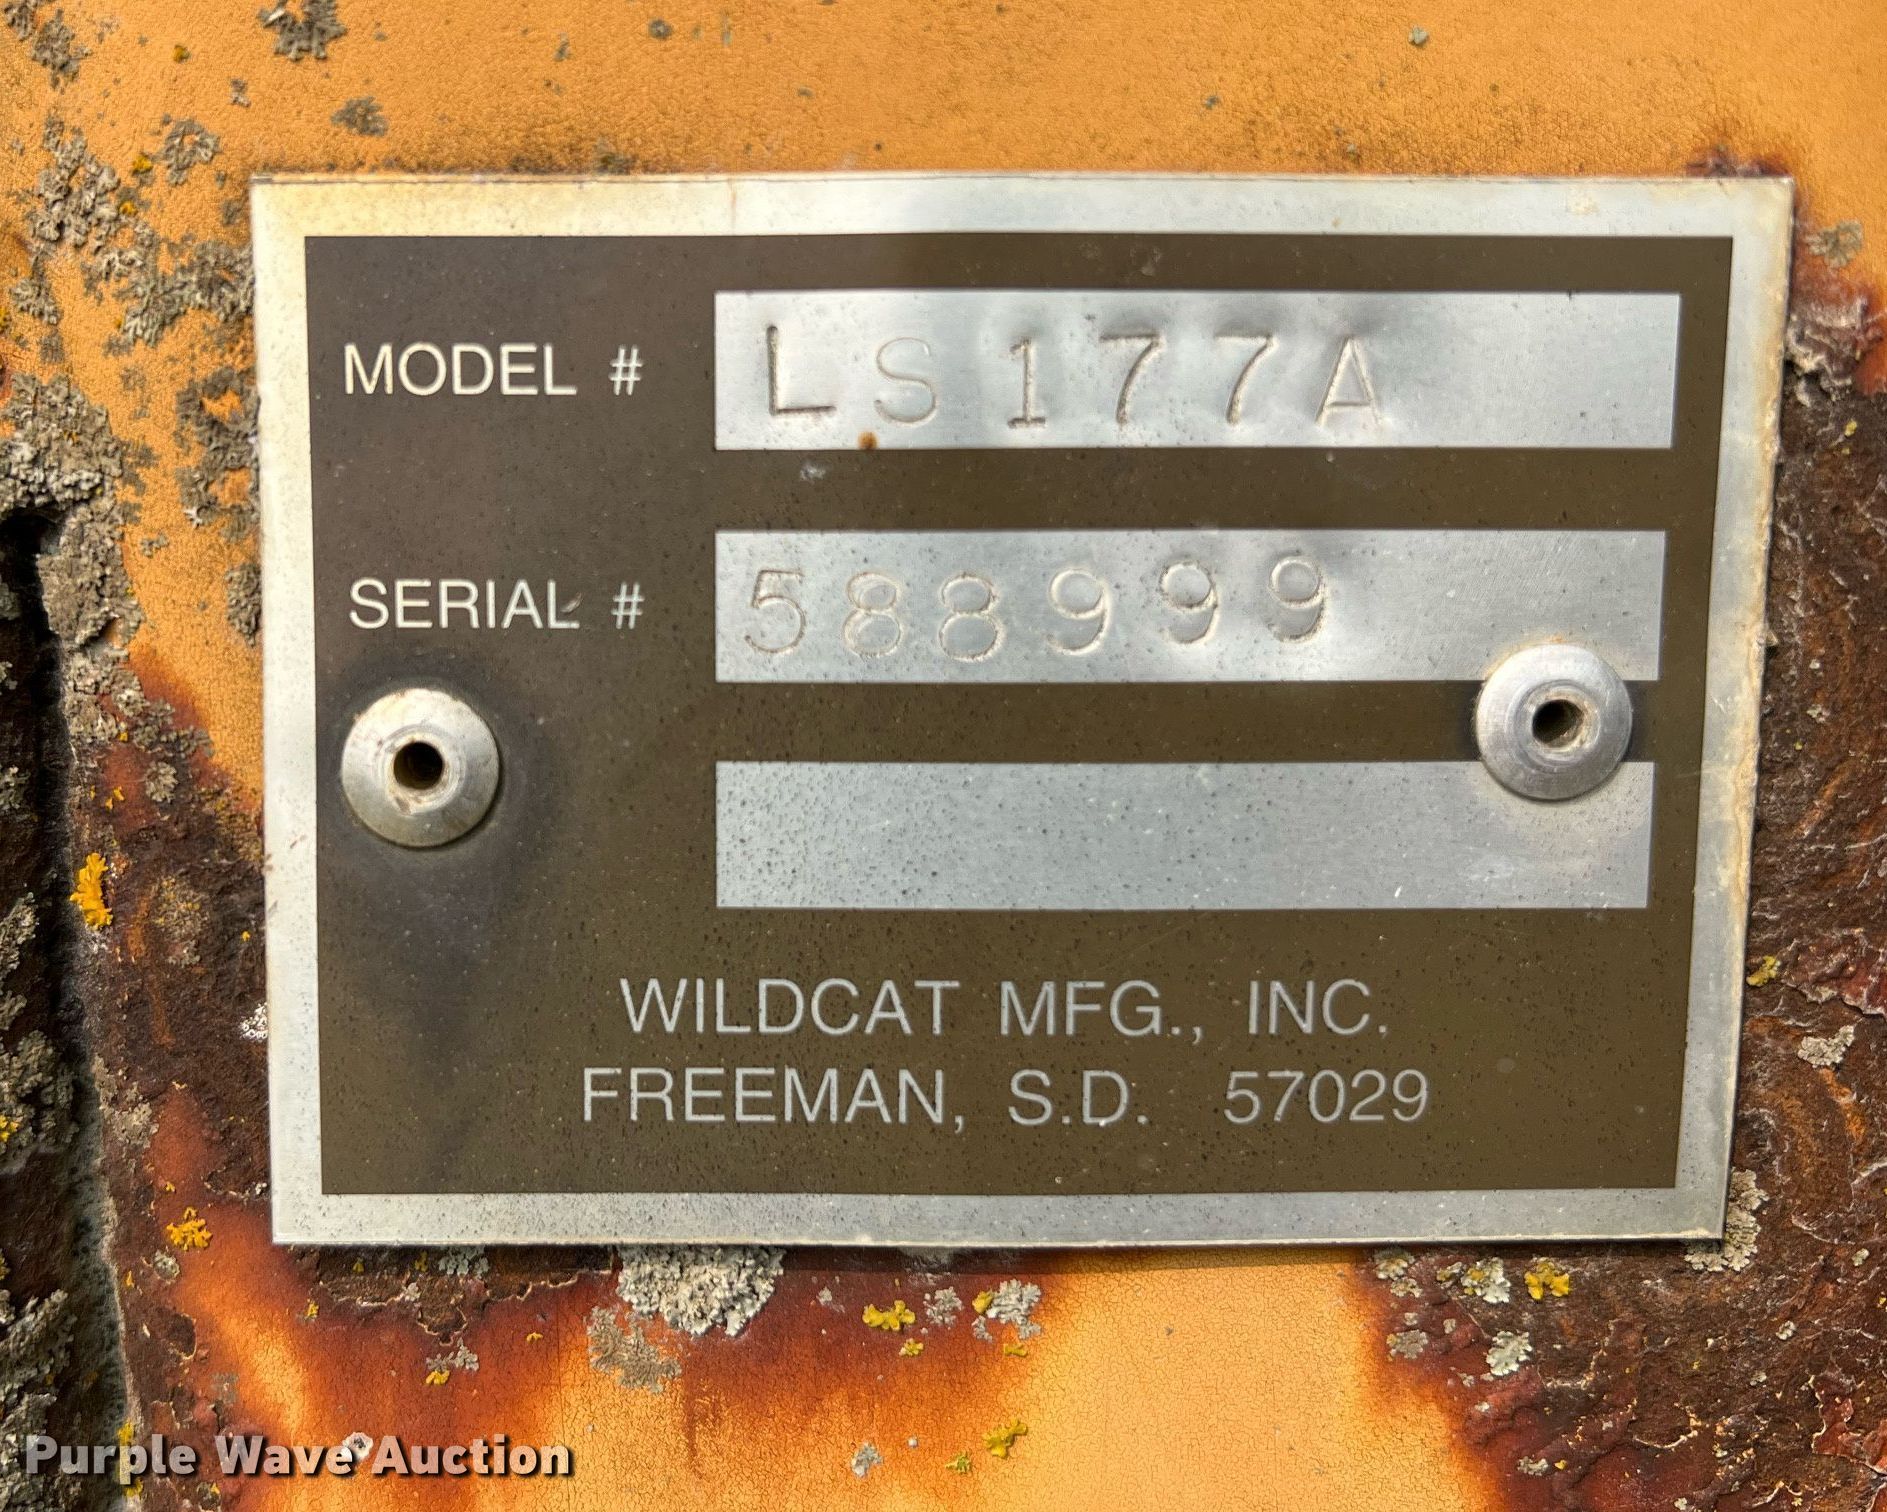 MODEL # LS177A
SERIAL # 588999
WILDCAT MFG., INC.
FREEMAN, S.D. 57029
Purple Wave Auction